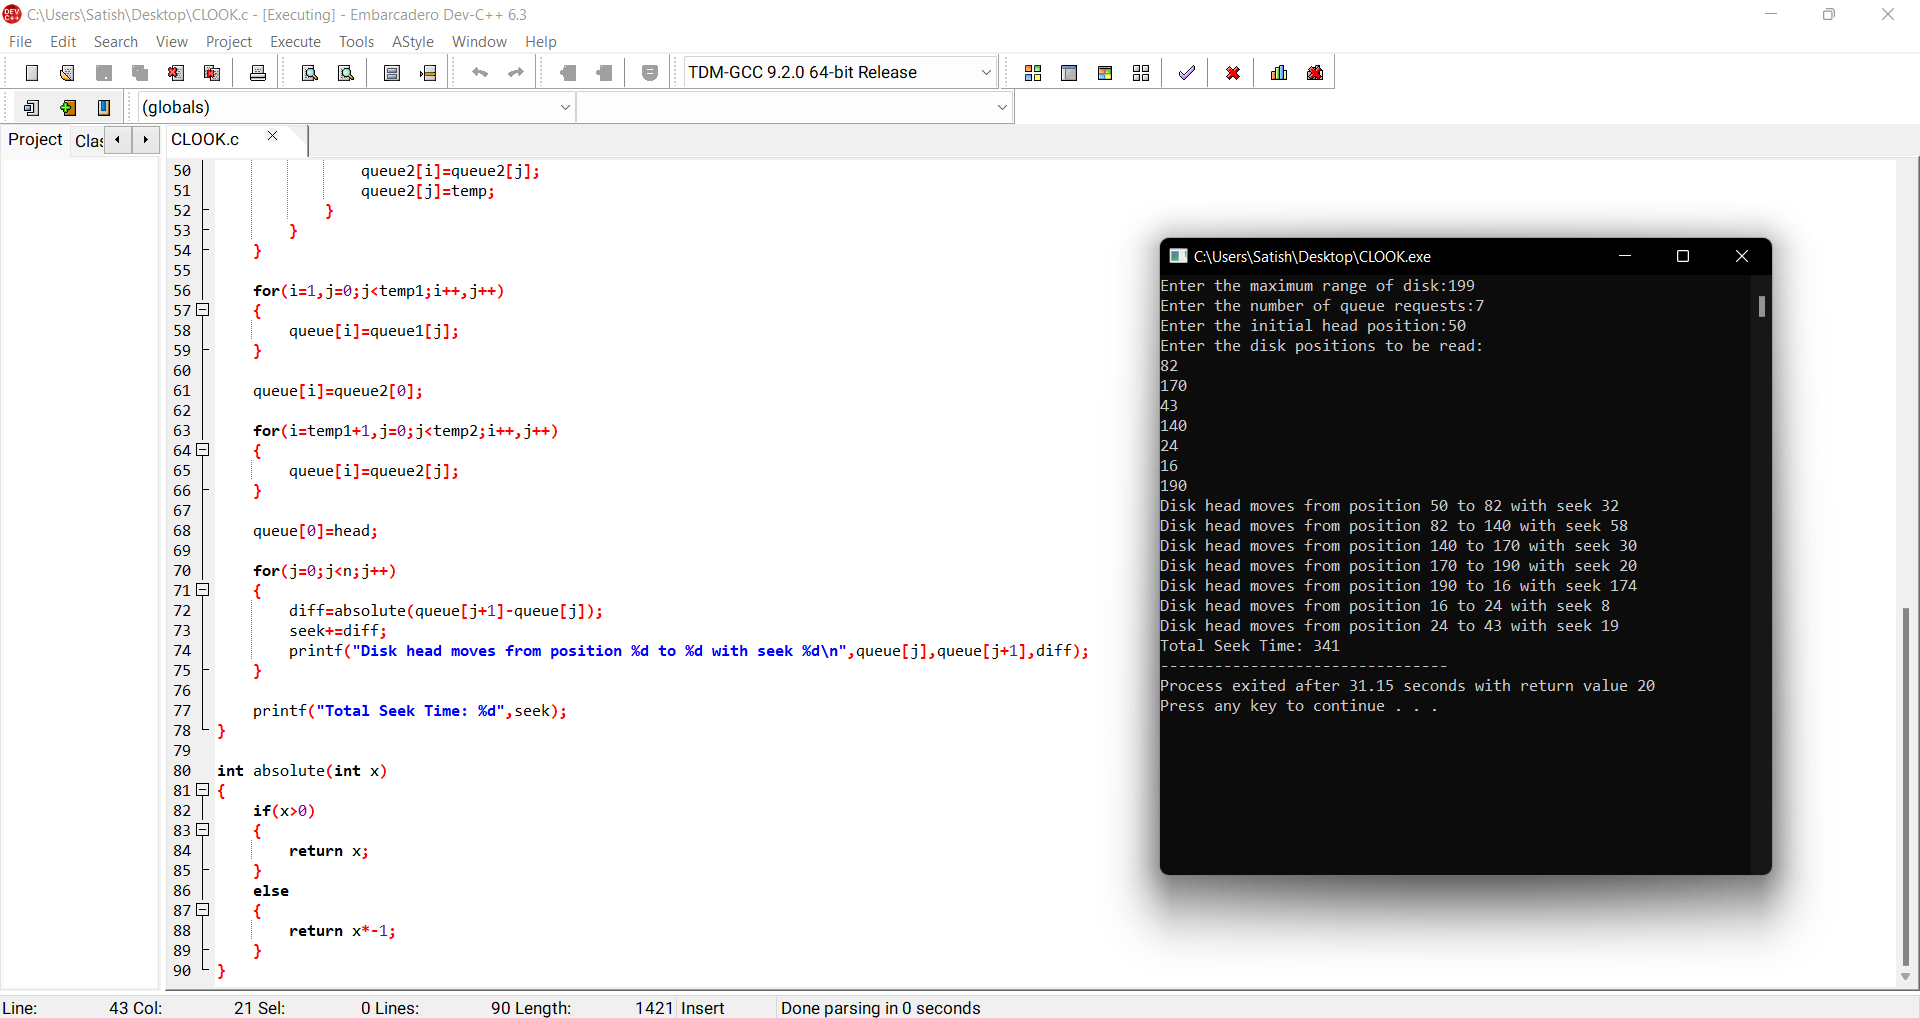 C:\Users\Satish\Desktop\CLOOK.c - [Executing] - Embarcadero Dev-C++ 6.3
File Edit Search View Project Execute Tools AStyle Window Help
TDM-GCC 9.2.0 64-bit Release
(globals)
Project Clas CLOOK.c
50 queue2[i]=queue2[j];
51 queue2[j]=temp;
52 }
53 }
54 }
55
56 for(i=1,j=0;j<temp1;i++,j++)
57 {
58 queue[i]=queue1[j];
59 }
60
61 queue[i]=queue2[0];
62
63 for(i=temp1+1,j=0;j<temp2;i++,j++)
64 {
65 queue[i]=queue2[j];
66 }
67
68 queue[0]=head;
69
70 for(j=0;j<n;j++)
71 {
72 diff=absolute(queue[j+1]-queue[j]);
73 seek+=diff;
74 printf("Disk head moves from position %d to %d with seek %d\n",queue[j],queue[j+1],diff);
75 }
76
77 printf("Total Seek Time: %d",seek);
78 }
79
80 int absolute(int x)
81 {
82 if(x>0)
83 {
84 return x;
85 }
86 else
87 {
88 return x*-1;
89 }
90 }
C:\Users\Satish\Desktop\CLOOK.exe
Enter the maximum range of disk:199
Enter the number of queue requests:7
Enter the initial head position:50
Enter the disk positions to be read:
82
170
43
140
24
16
190
Disk head moves from position 50 to 82 with seek 32
Disk head moves from position 82 to 140 with seek 58
Disk head moves from position 140 to 170 with seek 30
Disk head moves from position 170 to 190 with seek 20
Disk head moves from position 190 to 16 with seek 174
Disk head moves from position 16 to 24 with seek 8
Disk head moves from position 24 to 43 with seek 19
Total Seek Time: 341
--------------------------------
Process exited after 31.15 seconds with return value 20
Press any key to continue . . .
Line: 43 Col: 21 Sel: 0 Lines: 90 Length: 1421 Insert Done parsing in 0 seconds